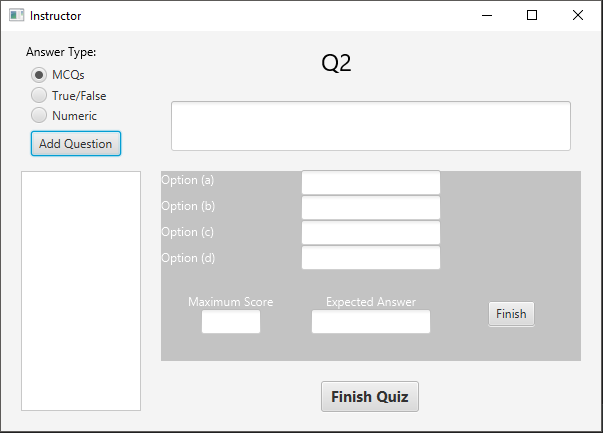 Instructor
Answer Type:
MCQs
True/False
Numeric
Add Question
Q2
Option (a)
Option (b)
Option (c)
Option (d)
Maximum Score
Expected Answer
Finish
Finish Quiz